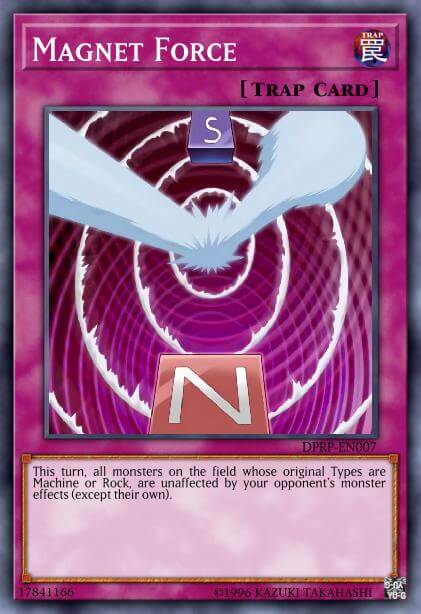 Magnet Force
TRAP
罠
[Trap Card]
S
N
DPRP-EN007
This turn, all monsters on the field whose original Types are
Machine or Rock, are unaffected by your opponent's monster
effects (except their own).
17841166
©1996 KAZUKI TAKAHASHI